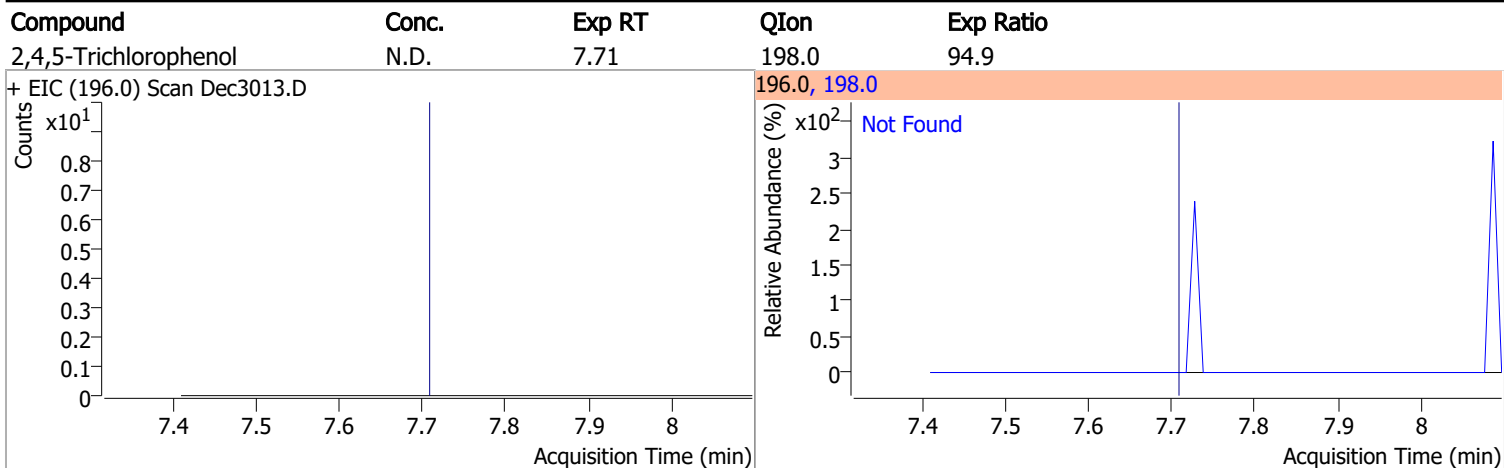 Compound Conc. Exp RT QIon Exp Ratio
2,4,5-Trichlorophenol N.D. 7.71 198.0 94.9
+ EIC (196.0) Scan Dec3013.D
Counts
x10¹
0.8
0.7
0.6
0.5
0.4
0.3
0.2
0.1
0
7.4 7.5 7.6 7.7 7.8 7.9 8
Acquisition Time (min)
196.0, 198.0
Relative Abundance (%)
x10²
Not Found
3
2.5
2
1.5
1
0.5
0
7.4 7.5 7.6 7.7 7.8 7.9 8
Acquisition Time (min)